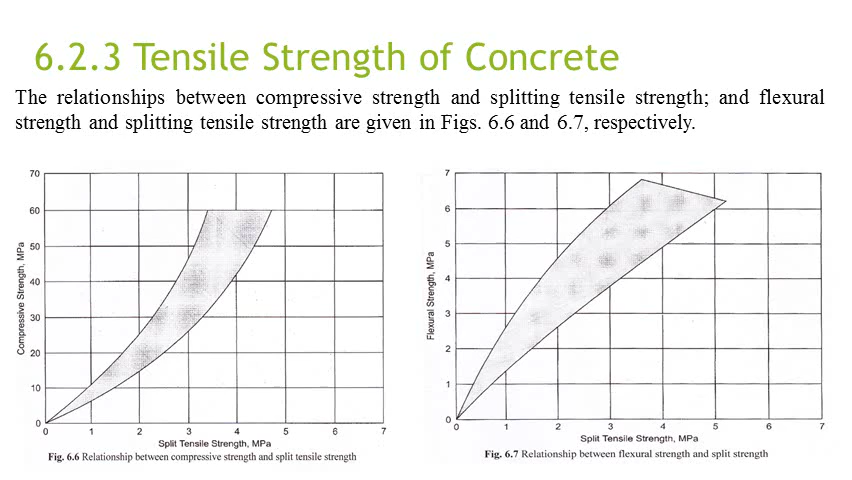 6.2.3 Tensile Strength of Concrete
The relationships between compressive strength and splitting tensile strength; and flexural
strength and splitting tensile strength are given in Figs. 6.6 and 6.7, respectively.
70
60
50
40
30
20
10
0
Compressive Strength, MPa
0 1 2 3 4 5 6 7
Split Tensile Strength, MPa
Fig. 6.6 Relationship between compressive strength and split tensile strength
7
6
5
4
3
2
1
0
Flexural Strength, MPa
0 1 2 3 4 5 6 7
Split Tensile Strength, MPa
Fig. 6.7 Relationship between flexural strength and split strength